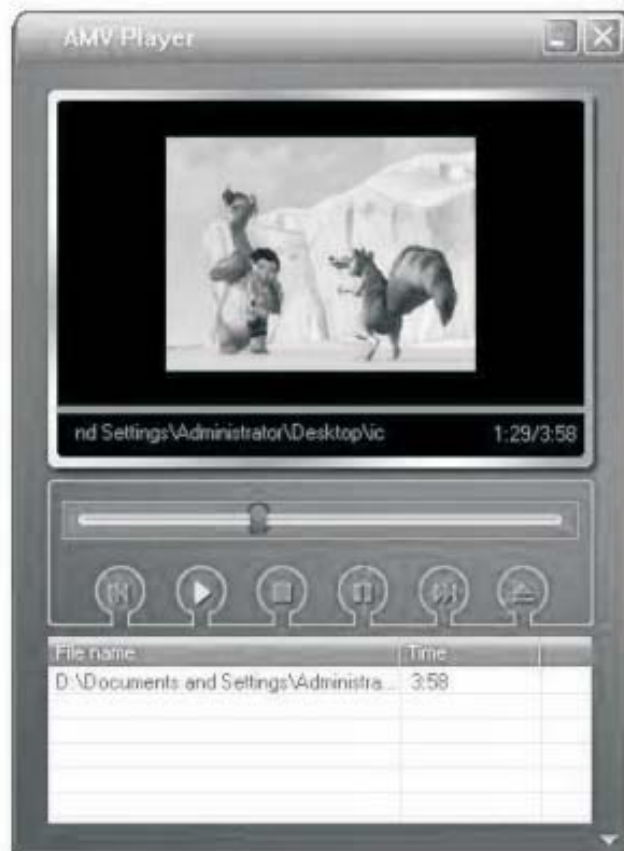 AMV Player
nd Settings\Administrator\Desktop\ic 1:29/3:58
File name Time
D:\Documents and Settings\Administra... 3:58